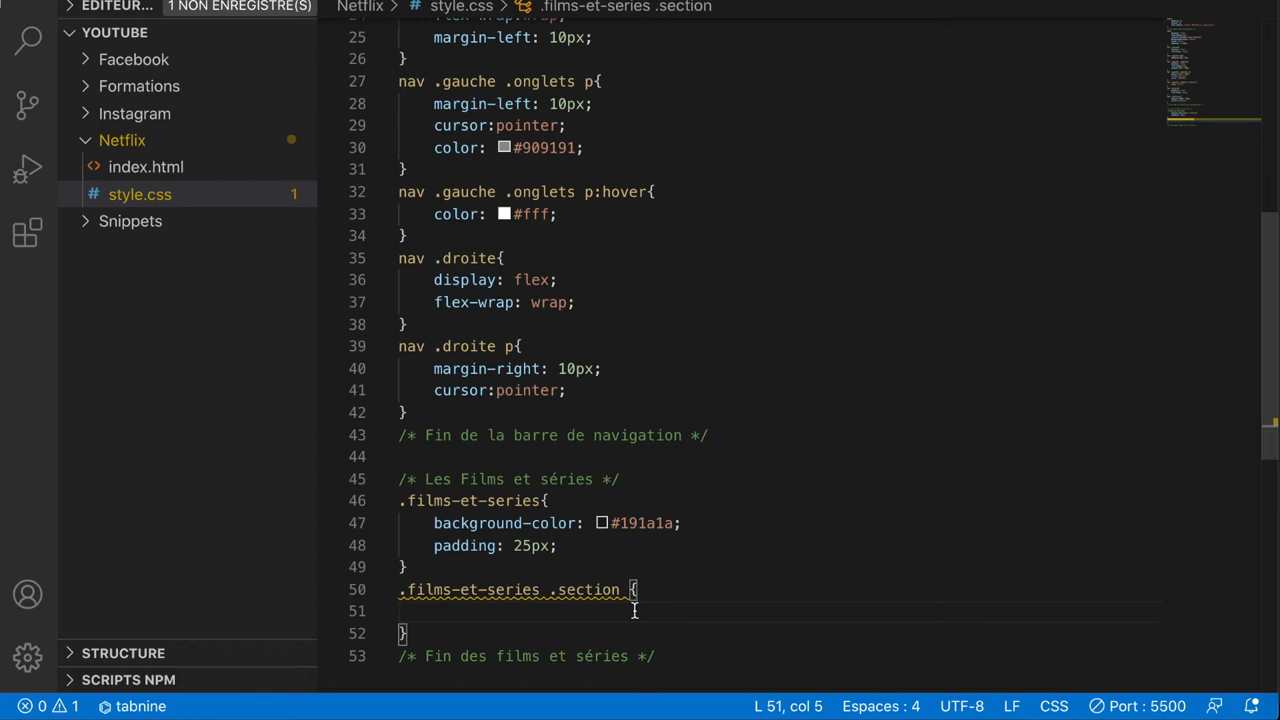 EDITEUR... 1 NON ENREGISTRÉ(S)
YOUTUBE
Facebook
Formations
Instagram
Netflix
index.html
style.css 1
Snippets
STRUCTURE
SCRIPTS NPM
Netflix > # style.css > .films-et-series .section
24 flex-wrap:wrap;
25 margin-left: 10px;
26 }
27 nav .gauche .onglets p{
28 margin-left: 10px;
29 cursor:pointer;
30 color: #909191;
31 }
32 nav .gauche .onglets p:hover{
33 color: #fff;
34 }
35 nav .droite{
36 display: flex;
37 flex-wrap: wrap;
38 }
39 nav .droite p{
40 margin-right: 10px;
41 cursor:pointer;
42 }
43 /* Fin de la barre de navigation */
44
45 /* Les Films et séries */
46 .films-et-series{
47 background-color: #191a1a;
48 padding: 25px;
49 }
50 .films-et-series .section {
51
52 }
53 /* Fin des films et séries */
0 1 tabnine L 51, col 5 Espaces : 4 UTF-8 LF CSS Port : 5500